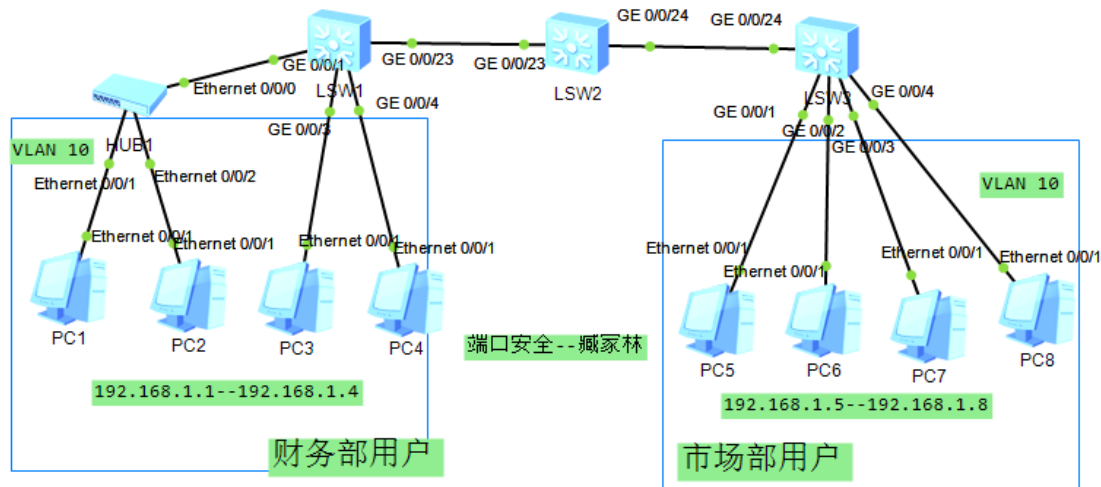 GE 0/0/24
GE 0/0/24
GE 0/0/1
GE 0/0/23
GE 0/0/23
Ethernet 0/0/0
LSW1
LSW2
LSW3
GE 0/0/4
GE 0/0/4
GE 0/0/1
GE 0/0/3
GE 0/0/2
HUB1
GE 0/0/3
VLAN 10
Ethernet 0/0/1
Ethernet 0/0/2
VLAN 10
Ethernet 0/0/1
Ethernet 0/0/1
Ethernet 0/0/1
Ethernet 0/0/1
Ethernet 0/0/1
Ethernet 0/0/1
Ethernet 0/0/1
Ethernet 0/0/1
PC1
PC2
PC3
PC4
端口安全--臧冢林
PC5
PC6
PC7
PC8
192.168.1.1--192.168.1.4
192.168.1.5--192.168.1.8
财务部用户
市场部用户